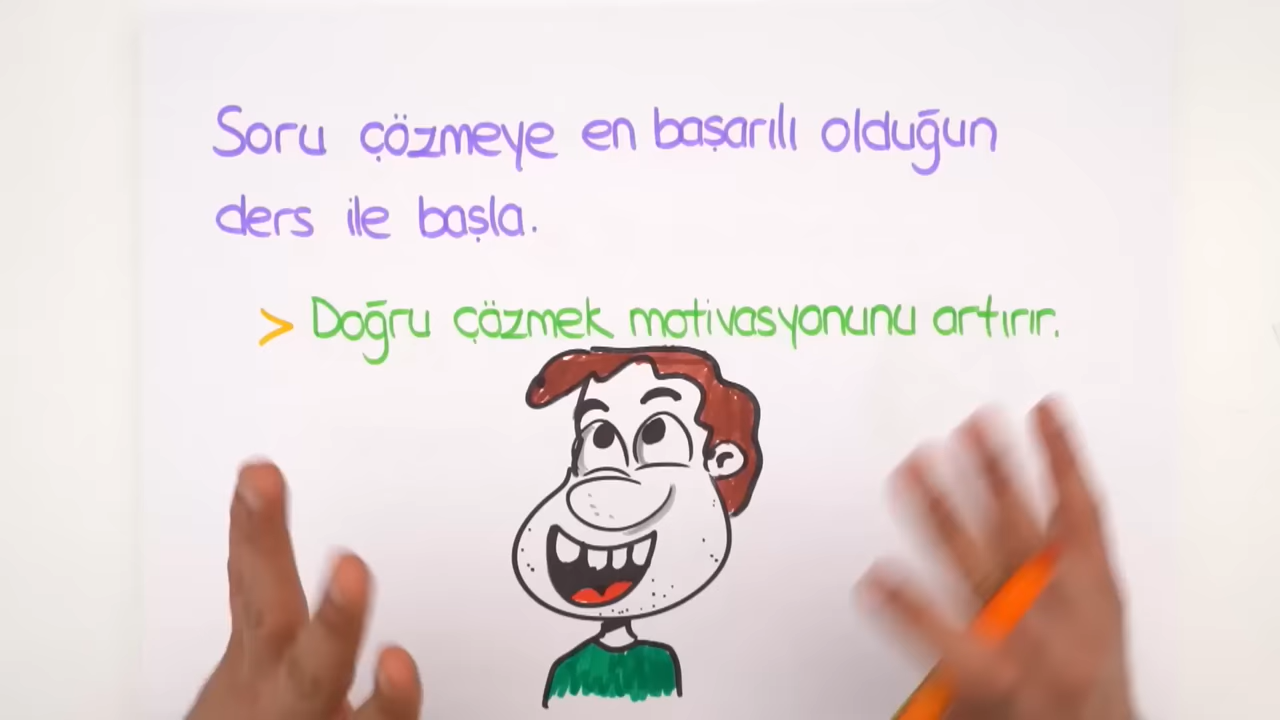 Soru çözmeye en başarılı olduğun
ders ile başla.
> Doğru çözmek motivasyonunu artırır.